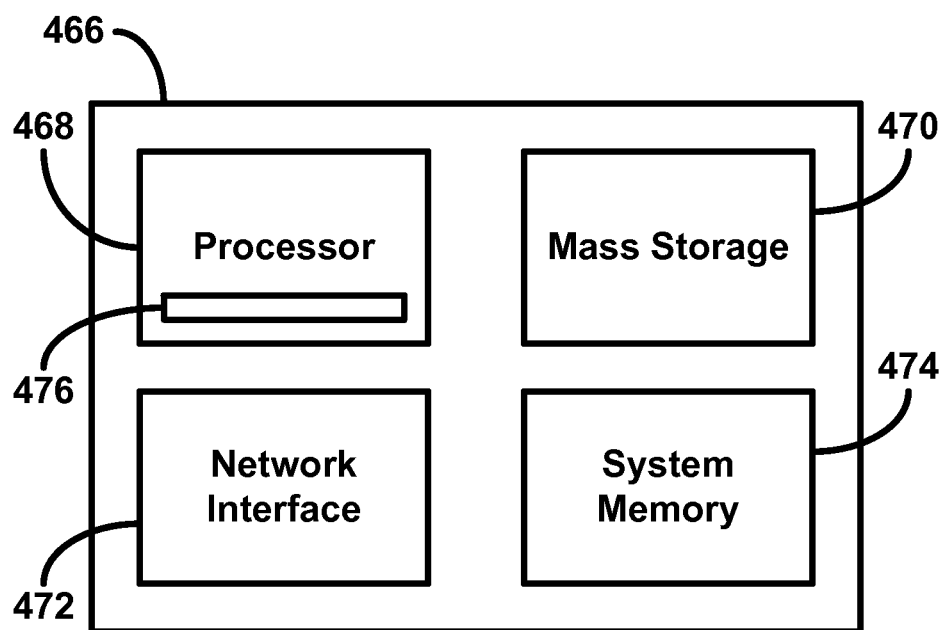 466
468
470
Processor
Mass Storage
476
474
Network
Interface
System
Memory
472